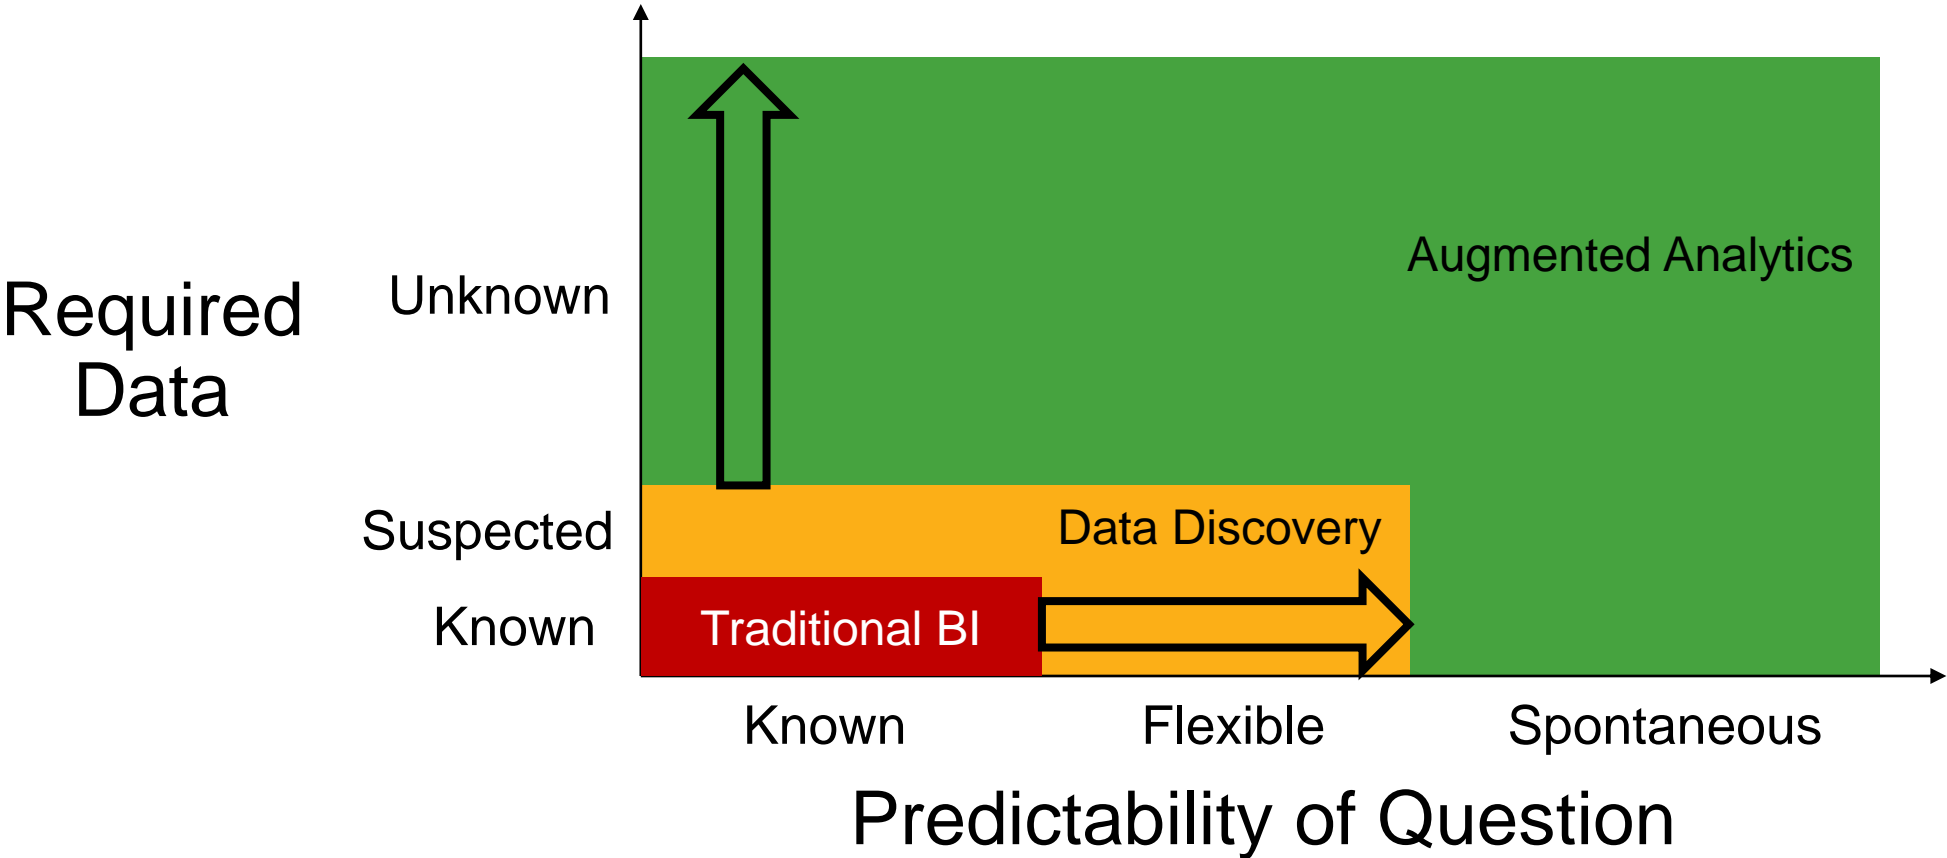 Augmented Analytics
Unknown
Required
Data
Suspected
Data Discovery
Known
Traditional BI
Known
Flexible
Spontaneous
Predictability of Question